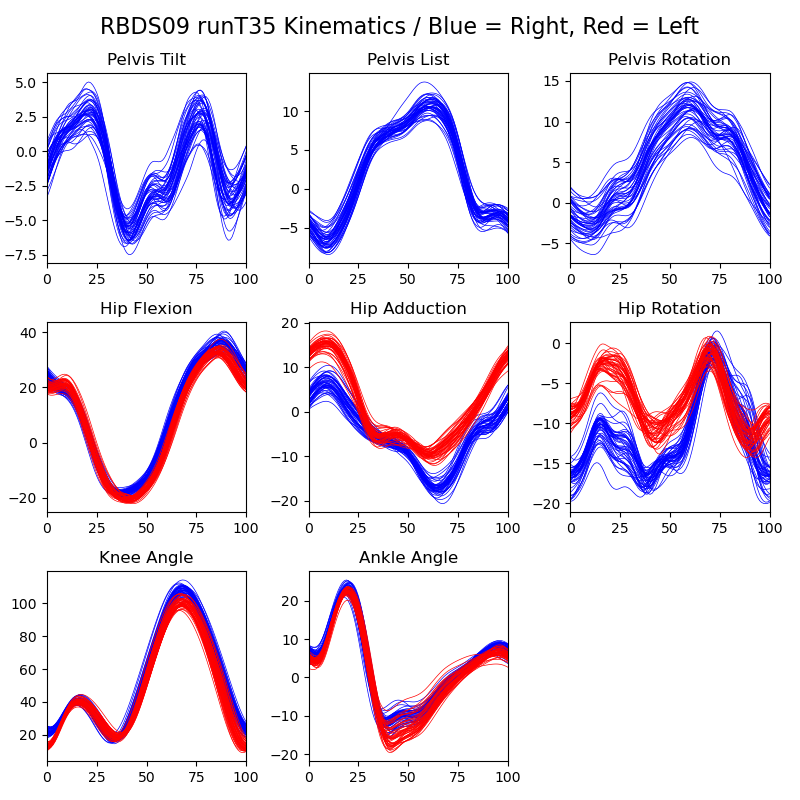 RBDS09 runT35 Kinematics / Blue = Right, Red = Left
Pelvis Tilt
Pelvis List
Pelvis Rotation
5.0
2.5
0.0
−2.5
−5.0
−7.5
0 25 50 75 100
10
5
0
−5
0 25 50 75 100
15
10
5
0
−5
0 25 50 75 100
Hip Flexion
Hip Adduction
Hip Rotation
40
20
0
−20
0 25 50 75 100
20
10
0
−10
−20
0 25 50 75 100
0
−5
−10
−15
−20
0 25 50 75 100
Knee Angle
Ankle Angle
100
80
60
40
20
0 25 50 75 100
20
10
0
−10
−20
0 25 50 75 100